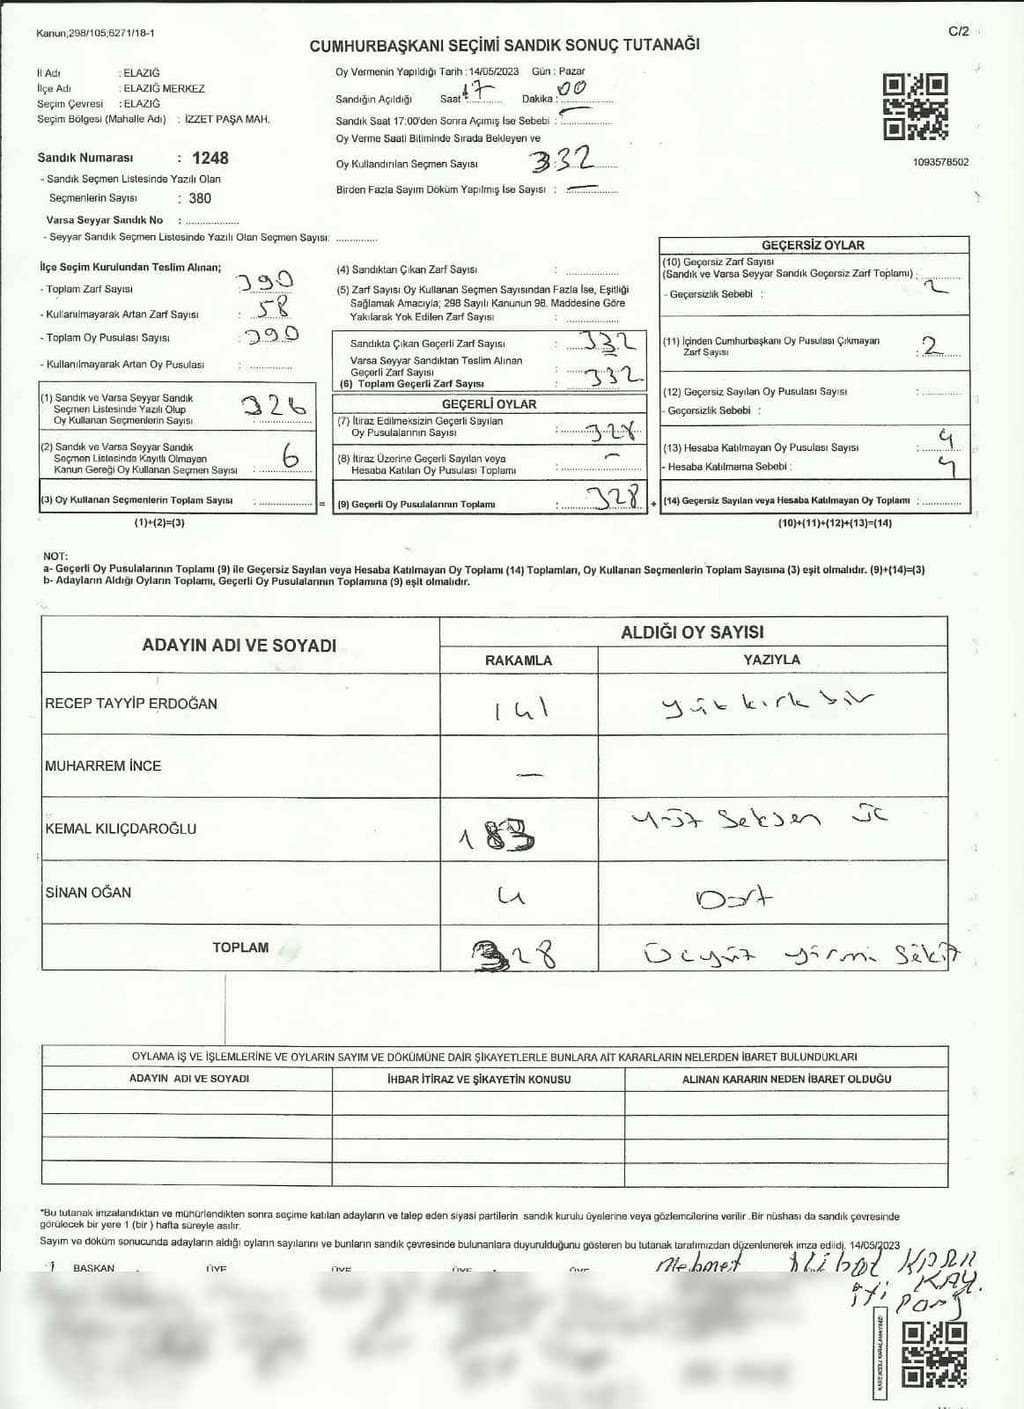 Kanun,298/105;6271/18-1
C/2
CUMHURBAŞKANI SEÇİMİ SANDIK SONUÇ TUTANAĞI
İl Adı : ELAZIĞ
İlçe Adı : ELAZIĞ MERKEZ
Seçim Çevresi : ELAZIĞ
Seçim Bölgesi (Mahalle Adı) : İZZET PAŞA MAH.
Sandık Numarası : 1248
- Sandık Seçmen Listesinde Yazılı Olan
Seçmenlerin Sayısı : 380
Varsa Seyyar Sandık No : ....................
- Seyyar Sandık Seçmen Listesinde Yazılı Olan Seçmen Sayısı: ...............
Oy Vermenin Yapıldığı Tarih : 14/05/2023 Gün : Pazar
Sandığın Açıldığı Saat 17 Dakika : 00
Sandık Saat 17:00'den Sonra Açımış İse Sebebi : —
Oy Verme Saati Bitiminde Sırada Bekleyen ve
Oy Kullandırılan Seçmen Sayısı 332
Birden Fazla Sayım Döküm Yapılmış İse Sayısı : —
1093578502
İlçe Seçim Kurulundan Teslim Alınan;
- Toplam Zarf Sayısı : 390
- Kullanılmayarak Artan Zarf Sayısı : 58
- Toplam Oy Pusulası Sayısı : 390
- Kullanılmayarak Artan Oy Pusulası : ...............
(1) Sandık ve Varsa Seyyar Sandık
Seçmen Listesinde Yazılı Olup
Oy Kullanan Seçmenlerin Sayısı : 326
(2) Sandık ve Varsa Seyyar Sandık
Seçmen Listesinde Kayıtlı Olmayan
Kanun Gereği Oy Kullanan Seçmen Sayısı : 6
(3) Oy Kullanan Seçmenlerin Toplam Sayısı : ...............
(1)+(2)=(3)
(4) Sandıktan Çıkan Zarf Sayısı : ...............
(5) Zarf Sayısı Oy Kullanan Seçmen Sayısından Fazla İse, Eşitliği
Sağlamak Amacıyla; 298 Sayılı Kanunun 98. Maddesine Göre
Yakılarak Yok Edilen Zarf Sayısı : ...............
Sandıkta Çıkan Geçerli Zarf Sayısı : 332
Varsa Seyyar Sandıktan Teslim Alınan
Geçerli Zarf Sayısı :
(6) Toplam Geçerli Zarf Sayısı : 332
GEÇERLİ OYLAR
(7) İtiraz Edilmeksizin Geçerli Sayılan
Oy Pusulalarının Sayısı : 328
(8) İtiraz Üzerine Geçerli Sayılan veya
Hesaba Katılan Oy Pusulası Toplamı : —
= (9) Geçerli Oy Pusulalarının Toplamı : 328
GEÇERSİZ OYLAR
(10) Geçersiz Zarf Sayısı
(Sandık ve Varsa Seyyar Sandık Geçersiz Zarf Toplamı) : 2
- Geçersizlik Sebebi :
(11) İçinden Cumhurbaşkanı Oy Pusulası Çıkmayan
Zarf Sayısı : 2
(12) Geçersiz Sayılan Oy Pusulası Sayısı : ...............
- Geçersizlik Sebebi :
(13) Hesaba Katılmayan Oy Pusulası Sayısı : 4
- Hesaba Katılmama Sebebi : 4
+ (14) Geçersiz Sayılan veya Hesaba Katılmayan Oy Toplamı : ...............
(10)+(11)+(12)+(13)=(14)
NOT:
a- Geçerli Oy Pusulalarının Toplamı (9) ile Geçersiz Sayılan veya Hesaba Katılmayan Oy Toplamı (14) Toplamları, Oy Kullanan Seçmenlerin Toplam Sayısına (3) eşit olmalıdır. (9)+(14)=(3)
b- Adayların Aldığı Oyların Toplamı, Geçerli Oy Pusulalarının Toplamına (9) eşit olmalıdır.
ADAYIN ADI VE SOYADI ALDIĞI OY SAYISI
RAKAMLA YAZIYLA
RECEP TAYYİP ERDOĞAN 141 yüz kırk bir
MUHARREM İNCE —
KEMAL KILIÇDAROĞLU 183 yüz seksen üç
SİNAN OĞAN 4 Dört
TOPLAM 328 Üçyüz yirmi sekiz
OYLAMA İŞ VE İŞLEMLERİNE VE OYLARIN SAYIM VE DÖKÜMÜNE DAİR ŞİKAYETLERLE BUNLARA AİT KARARLARIN NELERDEN İBARET BULUNDUKLARI
ADAYIN ADI VE SOYADI İHBAR İTİRAZ VE ŞİKAYETİN KONUSU ALINAN KARARIN NEDEN İBARET OLDUĞU
*Bu tutanak imzalandıktan ve mühürlendikten sonra seçime katılan adayların ve talep eden siyasi partilerin sandık kurulu üyelerine veya gözlemcilerine verilir .Bir nüshası da sandık çevresinde
görülecek bir yere 1 (bir ) hafta süreyle asılır.
Sayım ve döküm sonucunda adayların aldığı oyların sayılarını ve bunların sandık çevresinde bulunanlara duyurulduğunu gösteren bu tutanak tarafımızdan düzenlenerek imza edildi. 14/05/2023
BAŞKAN ÜYE ÜYE ÜYE ÜYE Mehmet